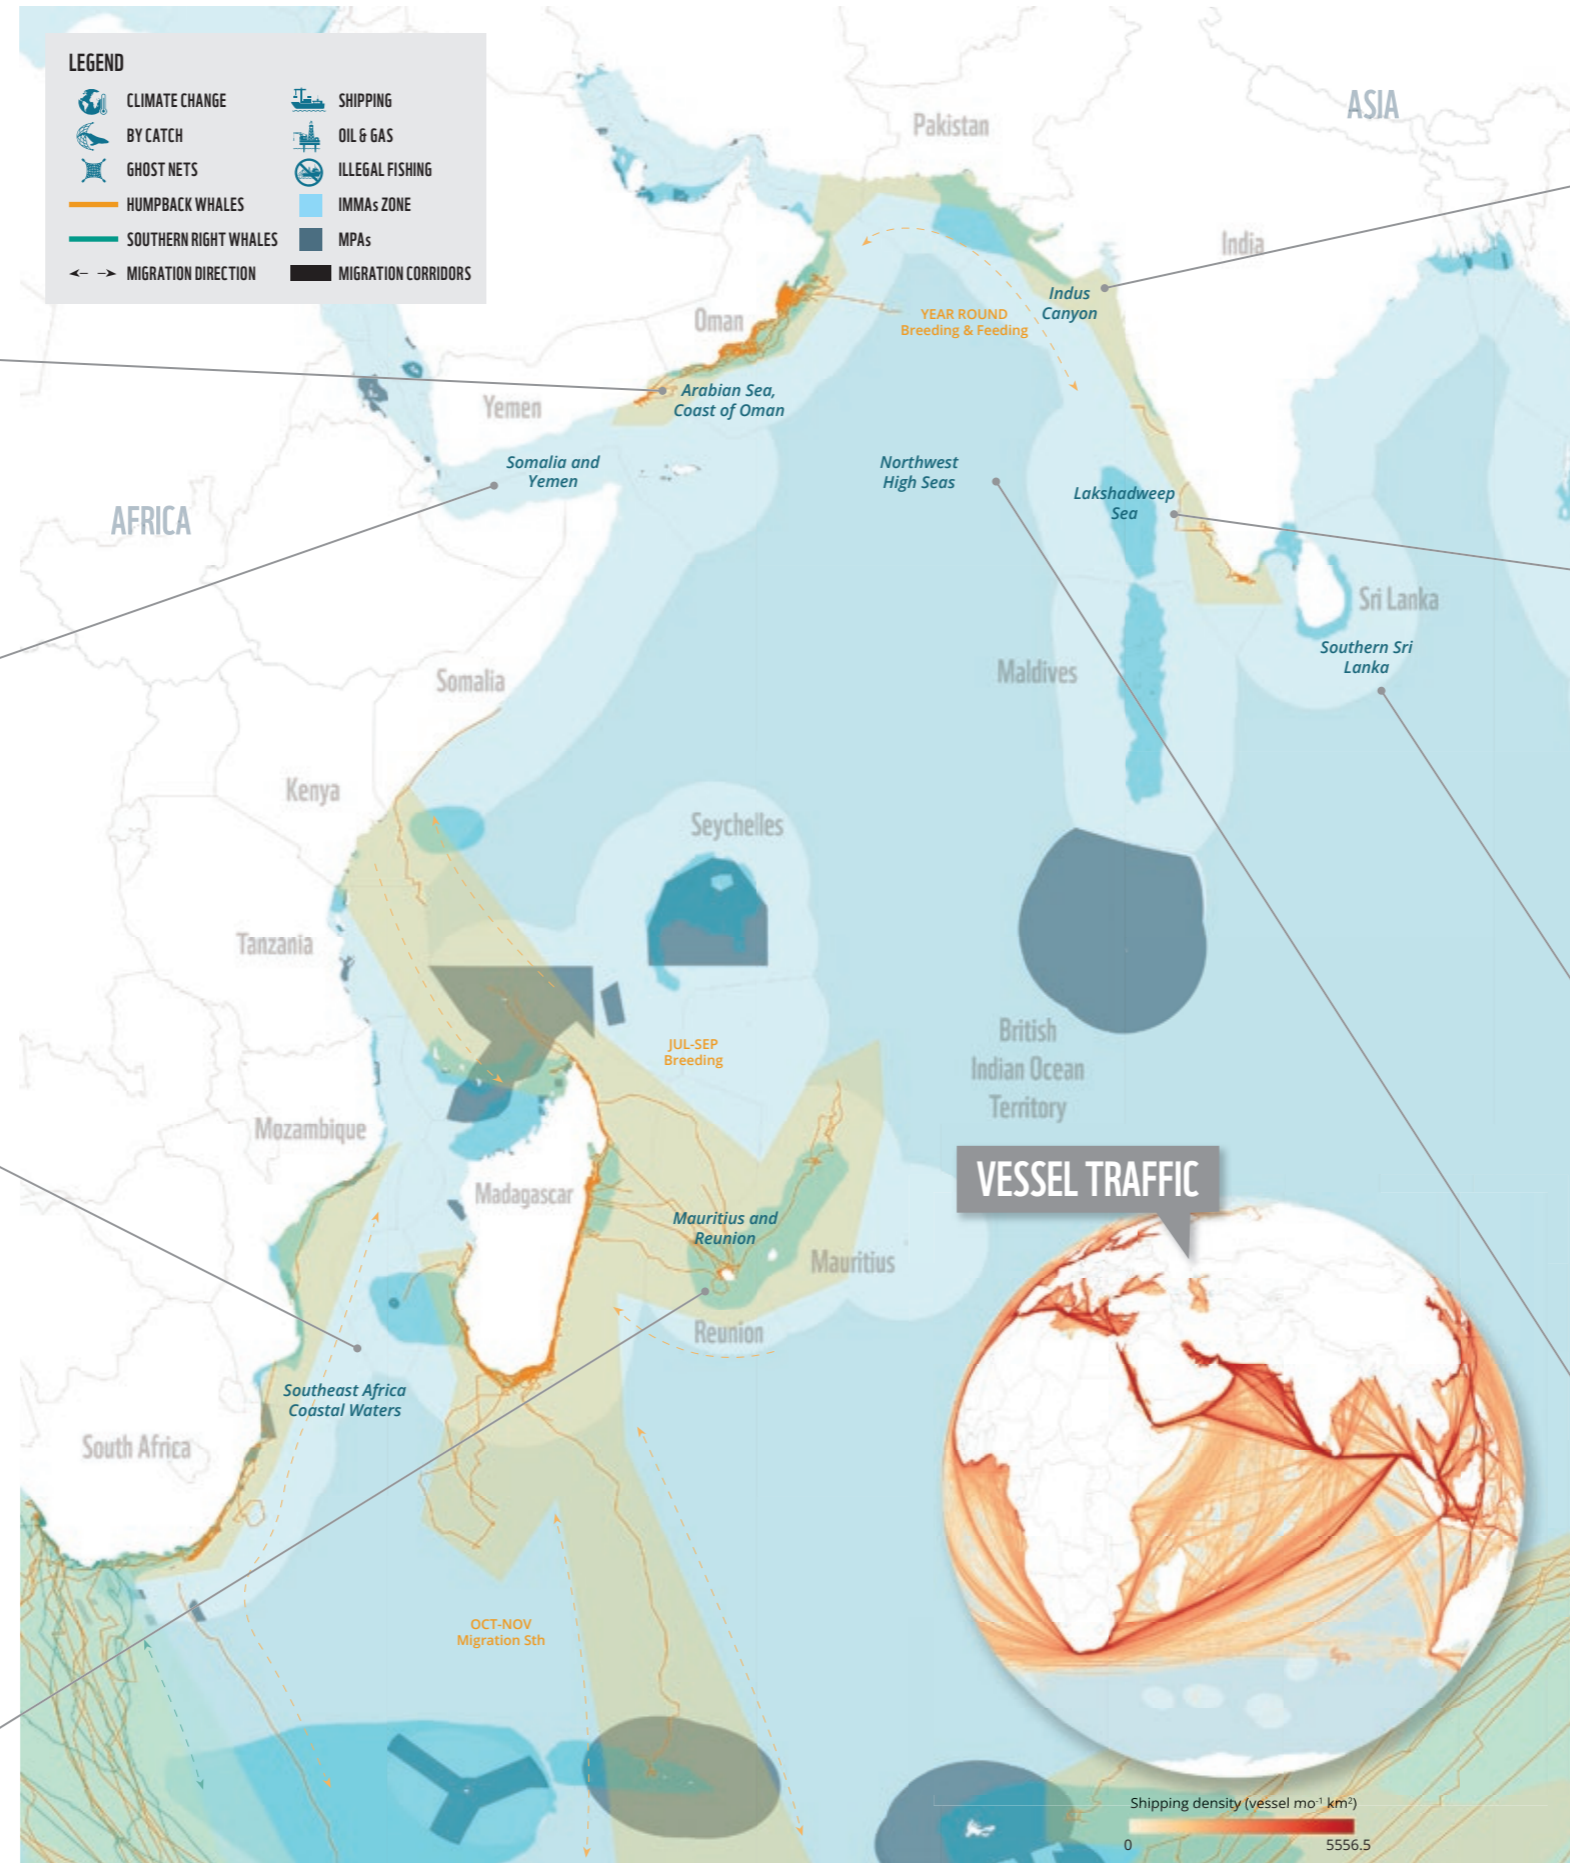 LEGEND
CLIMATE CHANGE
BY CATCH
GHOST NETS
HUMPBACK WHALES
SOUTHERN RIGHT WHALES
MIGRATION DIRECTION
SHIPPING
OIL & GAS
ILLEGAL FISHING
IMMAs ZONE
MPAs
MIGRATION CORRIDORS
ASIA
Pakistan
India
Indus
Canyon
YEAR ROUND
Breeding & Feeding
Oman
Arabian Sea,
Coast of Oman
Yemen
Somalia and
Yemen
Northwest
High Seas
Lakshadweep
Sea
AFRICA
Sri Lanka
Southern Sri
Lanka
Maldives
Somalia
Kenya
Seychelles
Tanzania
JUL-SEP
Breeding
British
Indian Ocean
Territory
Mozambique
Madagascar
Mauritius and
Reunion
Mauritius
Reunion
VESSEL TRAFFIC
Southeast Africa
Coastal Waters
South Africa
OCT-NOV
Migration Sth
Shipping density (vessel mo⁻¹ km²)
0
5556.5